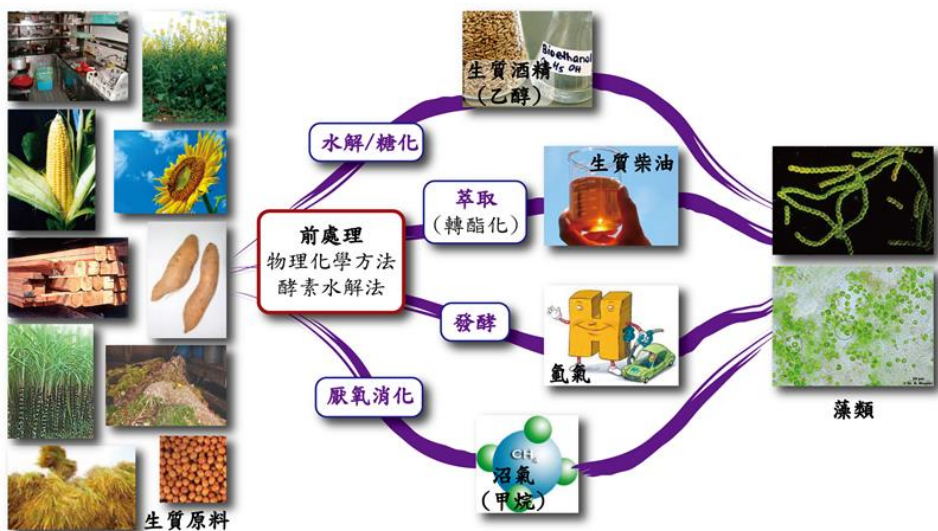 Bioethanol
生質酒精
(乙醇)
水解/糖化
生質柴油
萃取
(轉酯化)
前處理
物理化學方法
酵素水解法
發酵
氫氣
厭氧消化
藻類
CH₄
沼氣
(甲烷)
生質原料